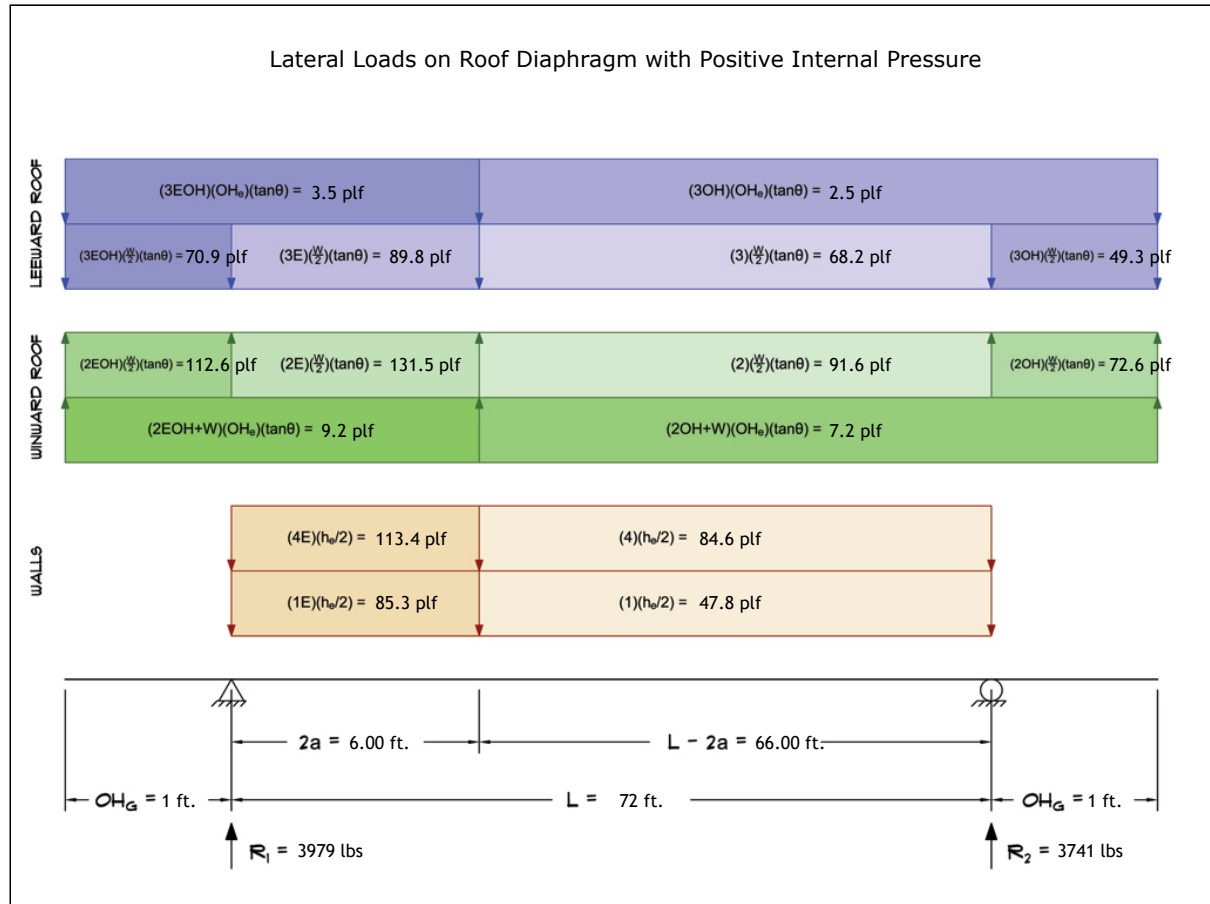 Lateral Loads on Roof Diaphragm with Positive Internal Pressure
LEEWARD ROOF
(3EOH)(OHₑ)(tanθ) = 3.5 plf
(3OH)(OHₑ)(tanθ) = 2.5 plf
(3EOH)(W/2)(tanθ) = 70.9 plf
(3E)(W/2)(tanθ) = 89.8 plf
(3)(W/2)(tanθ) = 68.2 plf
(3OH)(W/2)(tanθ) = 49.3 plf
WINWARD ROOF
(2EOH)(W/2)(tanθ) = 112.6 plf
(2E)(W/2)(tanθ) = 131.5 plf
(2)(W/2)(tanθ) = 91.6 plf
(2OH)(W/2)(tanθ) = 72.6 plf
(2EOH+W)(OHₑ)(tanθ) = 9.2 plf
(2OH+W)(OHₑ)(tanθ) = 7.2 plf
WALLS
(4E)(hₑ/2) = 113.4 plf
(4)(hₑ/2) = 84.6 plf
(1E)(hₑ/2) = 85.3 plf
(1)(hₑ/2) = 47.8 plf
2a = 6.00 ft.
L - 2a = 66.00 ft.
OHG = 1 ft.
L = 72 ft.
OHG = 1 ft.
R₁ = 3979 lbs
R₂ = 3741 lbs